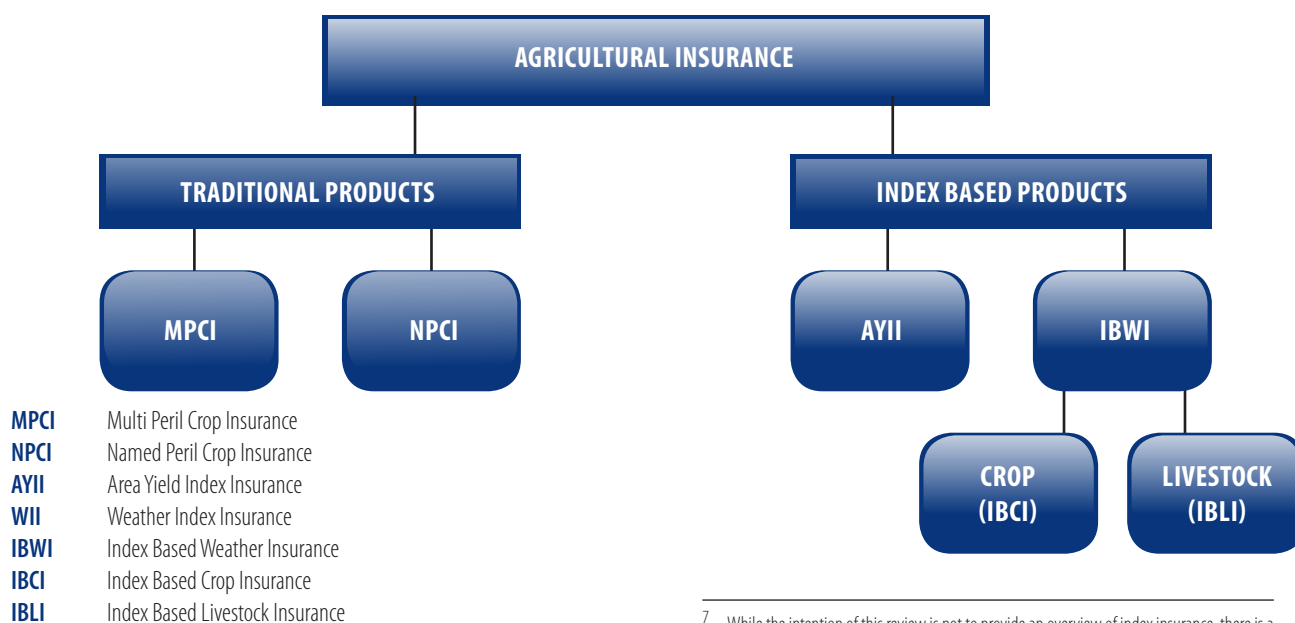 AGRICULTURAL INSURANCE
TRADITIONAL PRODUCTS
INDEX BASED PRODUCTS
MPCI
NPCI
AYII
IBWI
CROP
(IBCI)
LIVESTOCK
(IBLI)
MPCI Multi Peril Crop Insurance
NPCI Named Peril Crop Insurance
AYII Area Yield Index Insurance
WII Weather Index Insurance
IBWI Index Based Weather Insurance
IBCI Index Based Crop Insurance
IBLI Index Based Livestock Insurance
7 While the intention of this review is not to provide an overview of index insurance, there is a